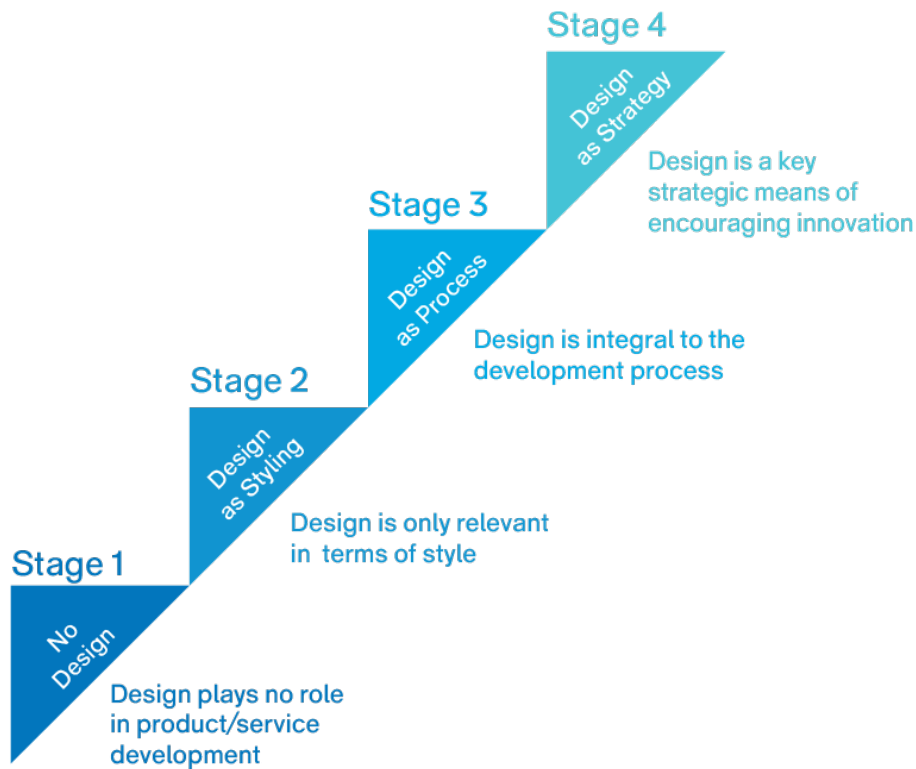 Stage 4
Design
as Strategy
Design is a key
strategic means of
encouraging innovation
Stage 3
Design
as Process
Design is integral to the
development process
Stage 2
Design
as Styling
Design is only relevant
in terms of style
Stage 1
No
Design
Design plays no role
in product/service
development